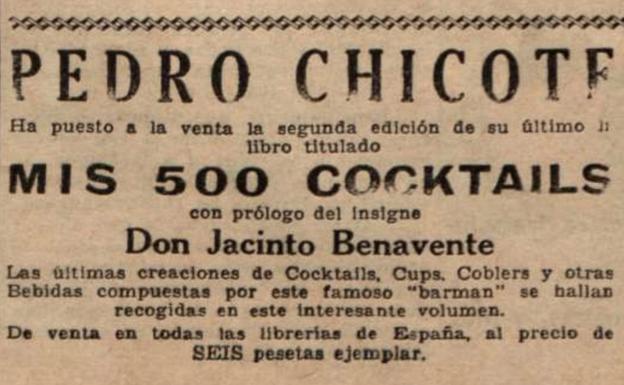 PEDRO CHICOTE
Ha puesto a la venta la segunda edición de su último li
libro titulado
MIS 500 COCKTAILS
con prólogo del insigne
Don Jacinto Benavente
Las últimas creaciones de Cocktails, Cups, Coblers y otras
Bebidas compuestas por este famoso "barman" se hallan
recogidas en este interesante volumen.
De venta en todas las librerías de España, al precio de
SEIS pesetas ejemplar.